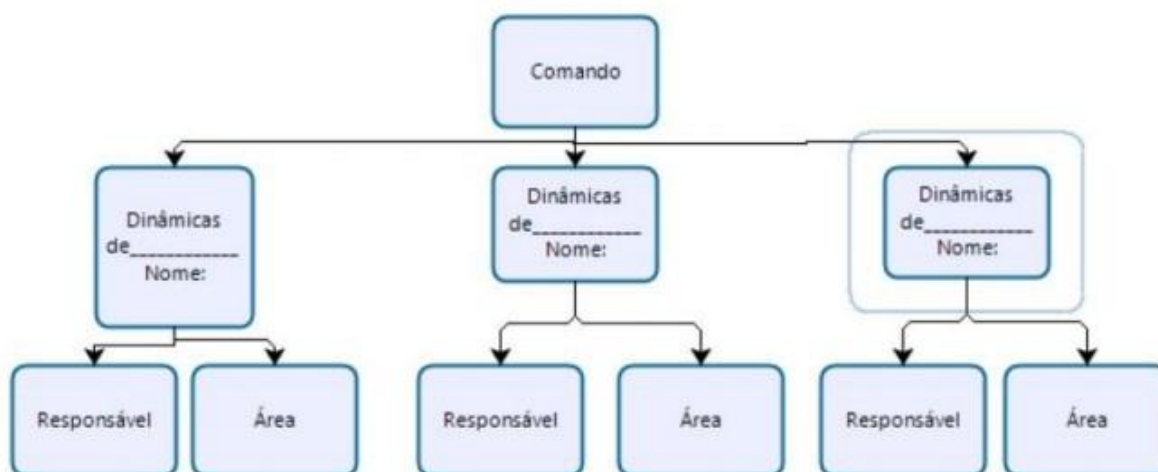 Comando
Dinâmicas
de___________
Nome:
Dinâmicas
de___________
Nome:
Dinâmicas
de___________
Nome:
Responsável
Área
Responsável
Área
Responsável
Área